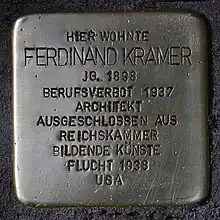 HIER WOHNTE
FERDINAND KRAMER
JG. 1898
BERUFSVERBOT 1937
ARCHITEKT
AUSGESCHLOSSEN AUS
REICHSKAMMER
BILDENDE KÜNSTE
FLUCHT 1938
USA